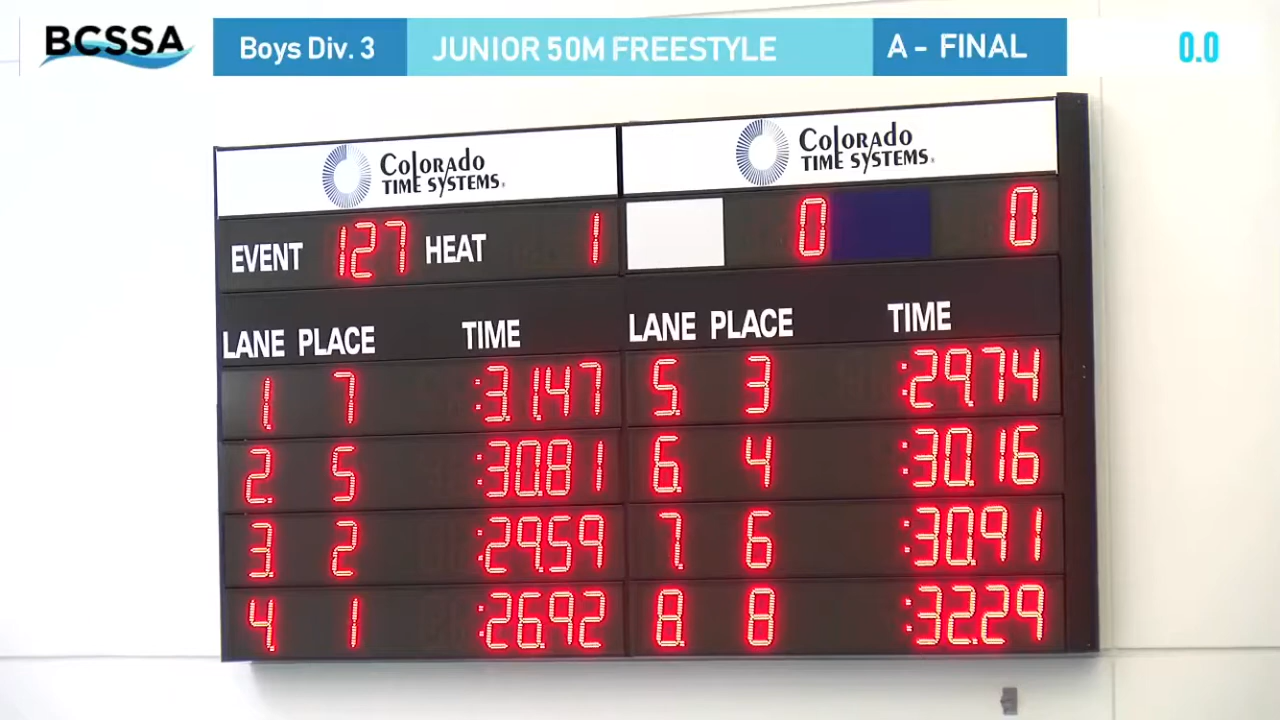 BCSSA Boys Div. 3 JUNIOR 50M FREESTYLE A - FINAL 0.0
Colorado
TIME SYSTEMS
Colorado
TIME SYSTEMS
EVENT 127 HEAT 1 0 0
LANE PLACE TIME LANE PLACE TIME
1. 7 :31.47 5. 3 :29.74
2. 5 :30.81 6. 4 :30.16
3. 2 :29.59 7. 6 :30.91
4. 1 :26.92 8. 8 :32.29